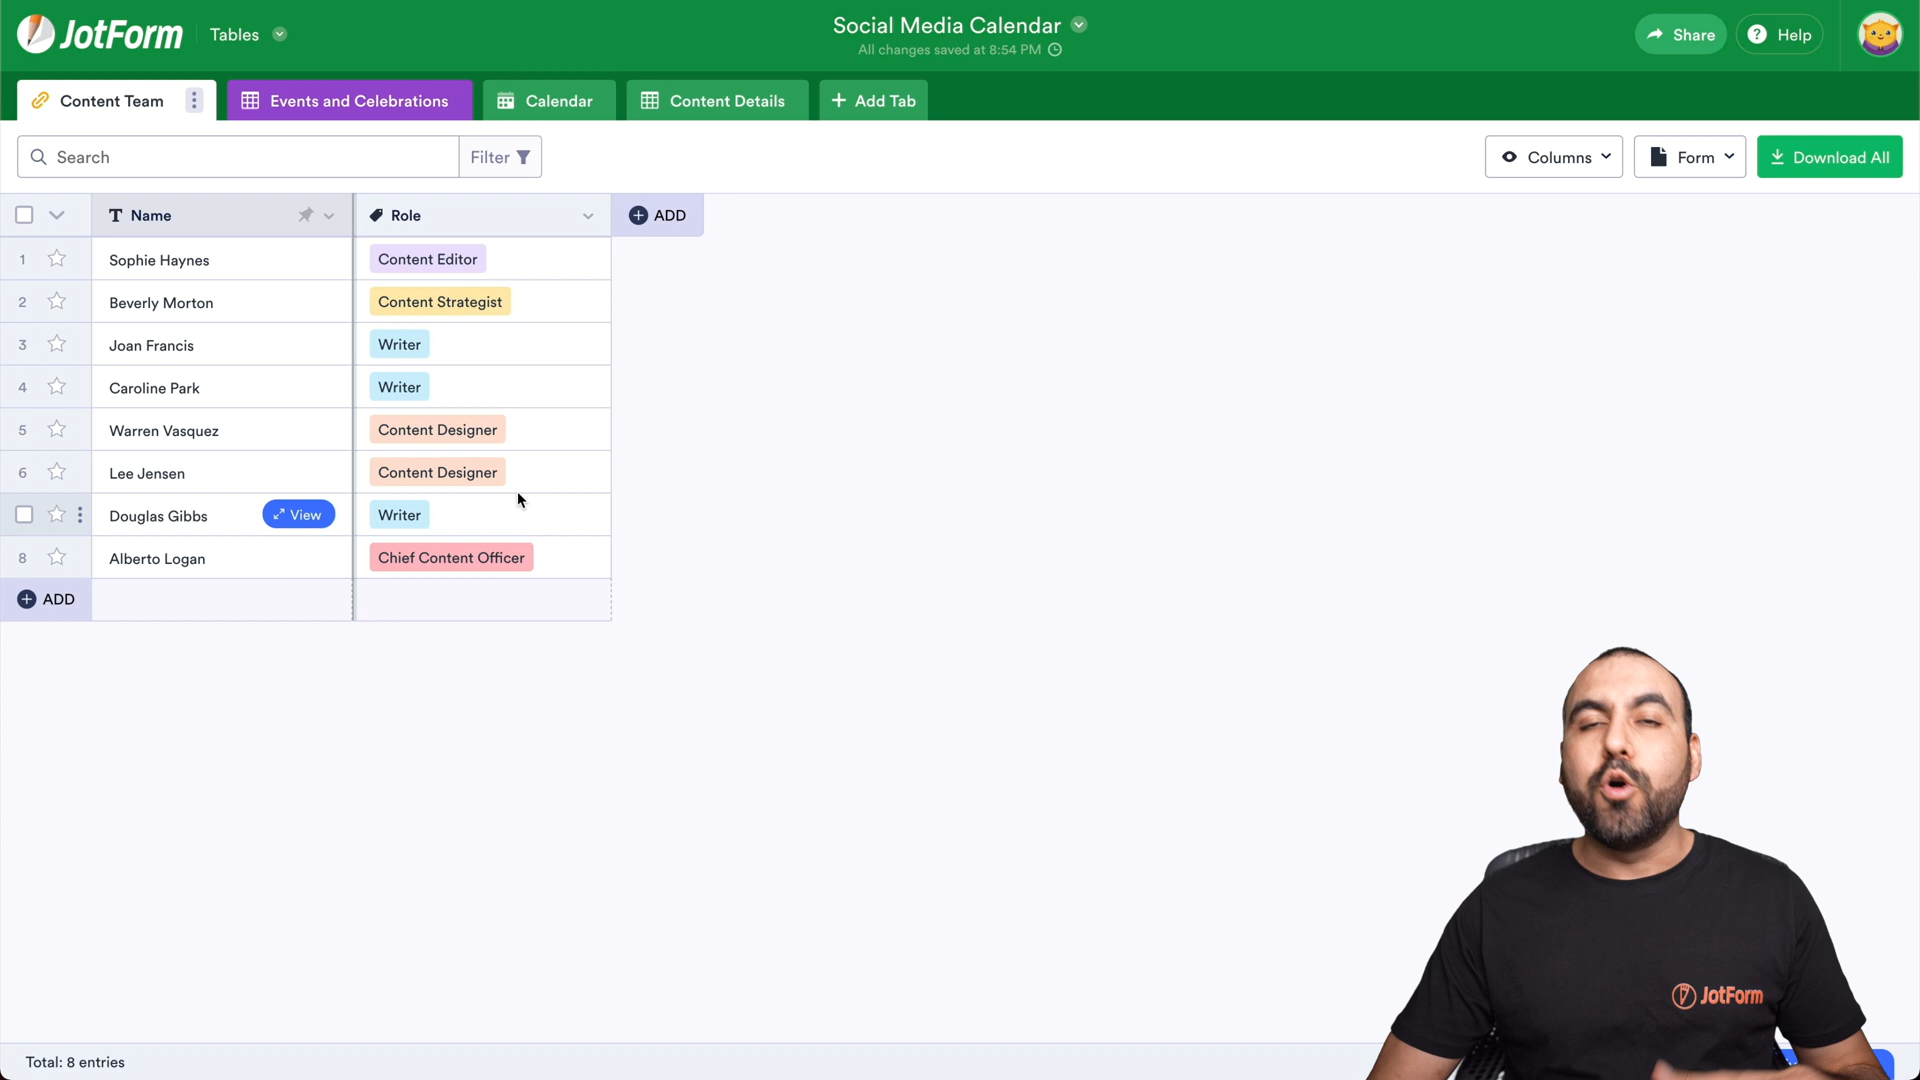 JotForm
Tables
Social Media Calendar
All changes saved at 8:54 PM
Share
? Help
Content Team
Events and Celebrations
Calendar
Content Details
+ Add Tab
Search
Filter
Columns
Form
Download All
T Name
Role
ADD
1 Sophie Haynes Content Editor
2 Beverly Morton Content Strategist
3 Joan Francis Writer
4 Caroline Park Writer
5 Warren Vasquez Content Designer
6 Lee Jensen Content Designer
Douglas Gibbs View Writer
8 Alberto Logan Chief Content Officer
ADD
JotForm
Total: 8 entries